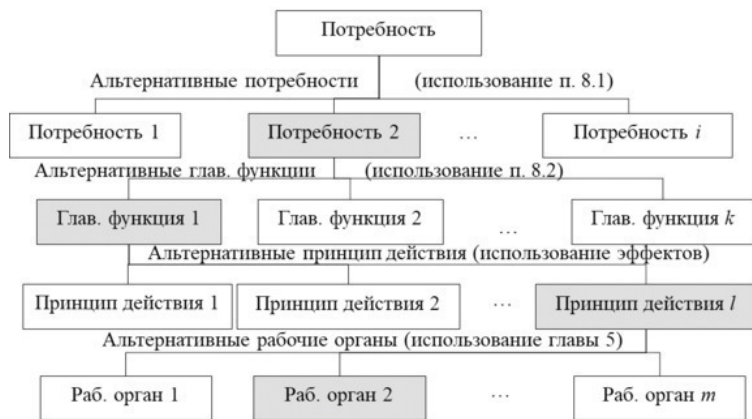 Потребность
Альтернативные потребности (использование п. 8.1)
Потребность 1 Потребность 2 … Потребность i
Альтернативные глав. функции (использование п. 8.2)
Глав. функция 1 Глав. функция 2 … Глав. функция k
Альтернативные принцип действия (использование эффектов)
Принцип действия 1 Принцип действия 2 … Принцип действия l
Альтернативные рабочие органы (использование главы 5)
Раб. орган 1 Раб. орган 2 … Раб. орган m